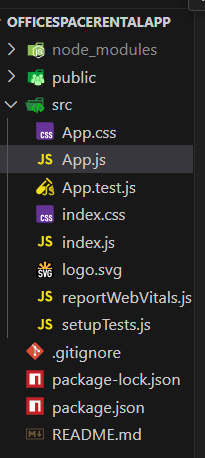 OFFICESPACERENTALAPP
node_modules
public
src
App.css
App.js
App.test.js
index.css
index.js
logo.svg
reportWebVitals.js
setupTests.js
.gitignore
package-lock.json
package.json
README.md